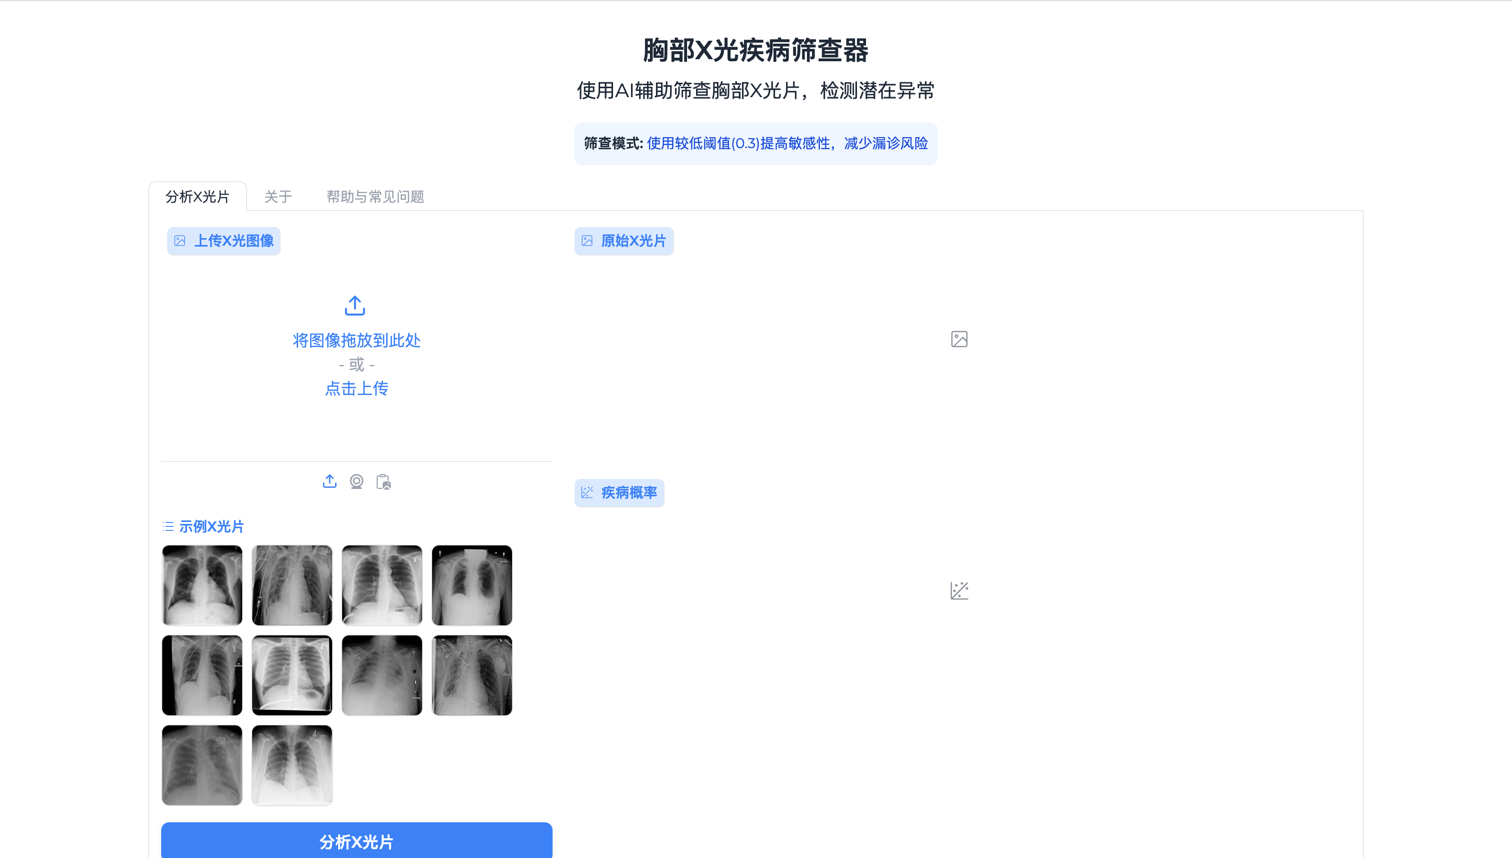 胸部X光疾病筛查器
使用AI辅助筛查胸部X光片，检测潜在异常
筛查模式: 使用较低阈值(0.3)提高敏感性，减少漏诊风险
分析X光片
关于
帮助与常见问题
上传X光图像
将图像拖放到此处
- 或 -
点击上传
示例X光片
分析X光片
原始X光片
疾病概率